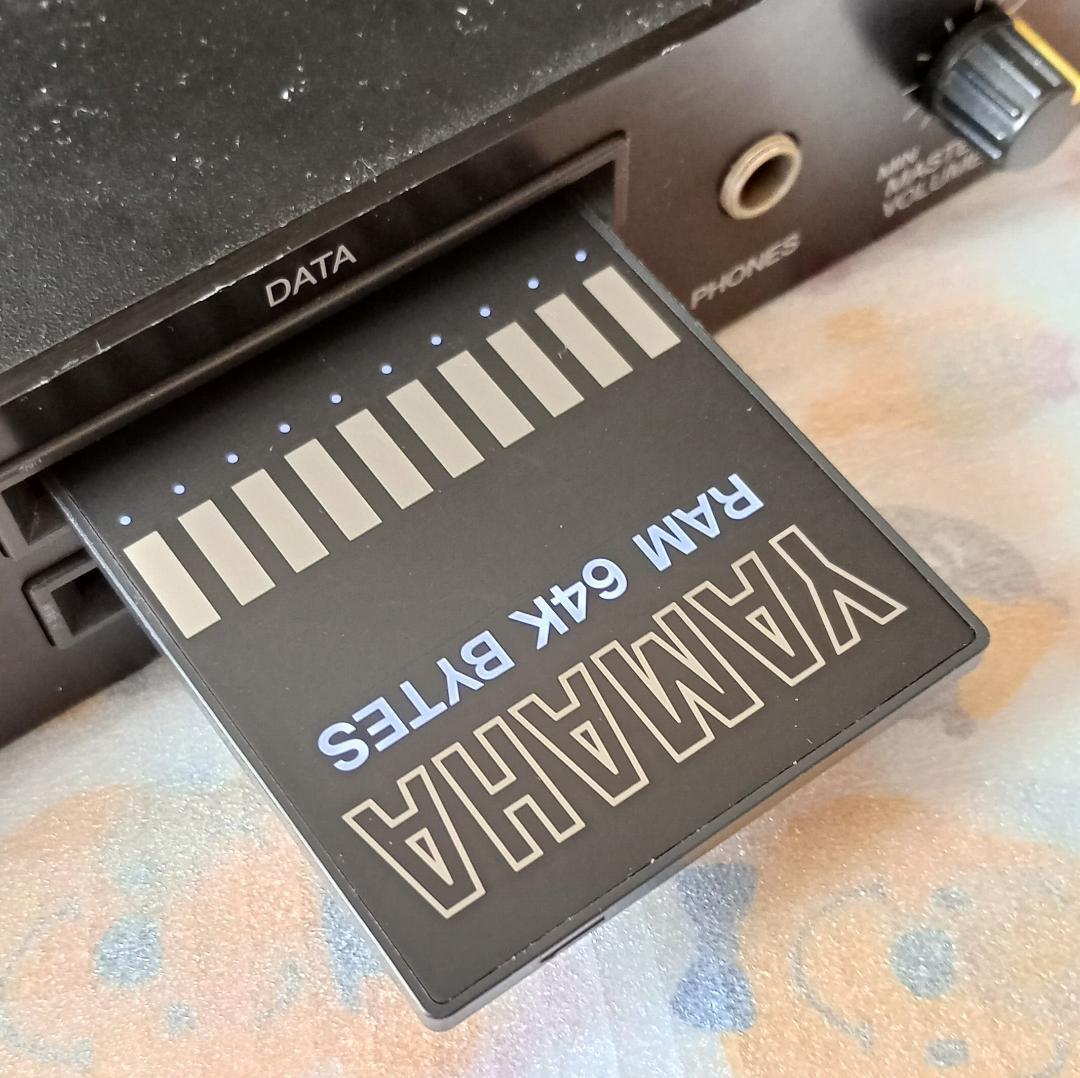 DATA
PHONES
MIN
MASTER
VOLUME
RAM 64K BYTES
YAMAHA